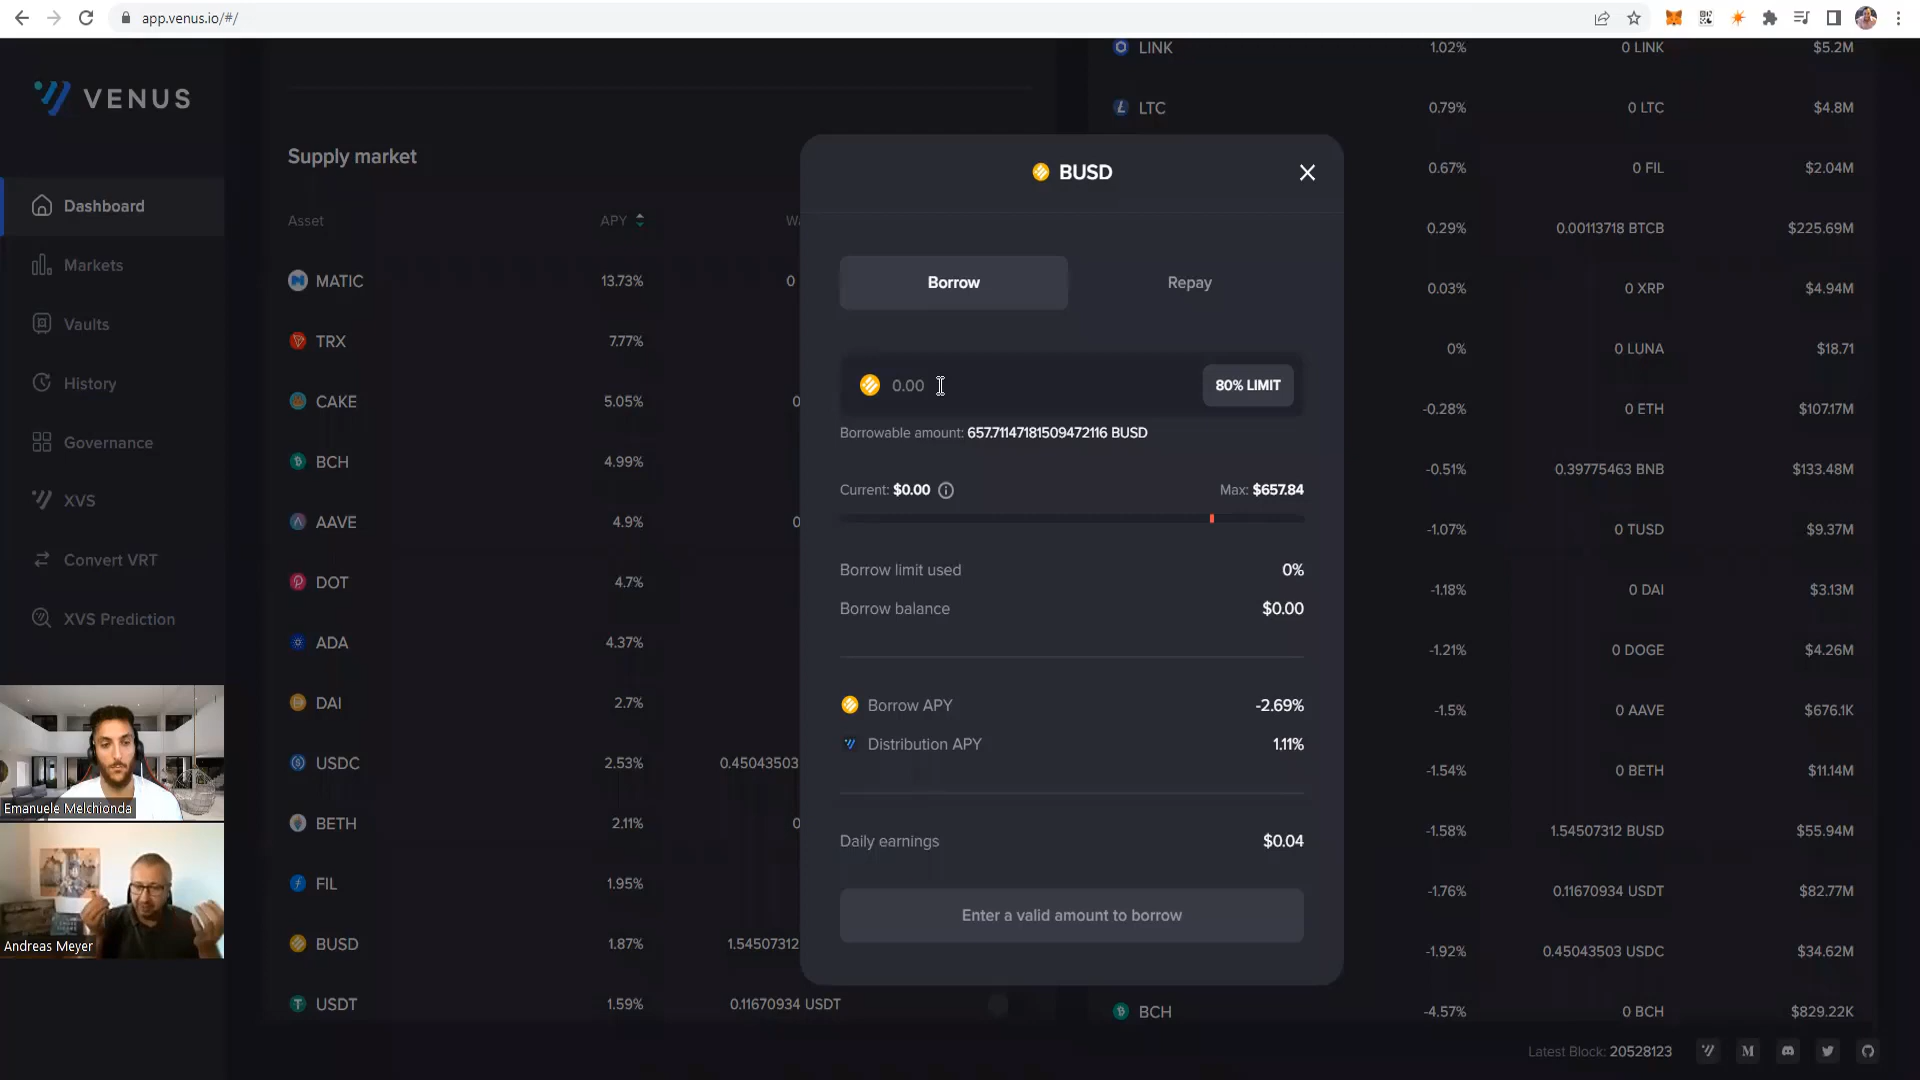 app.venus.io/#/
VENUS
Dashboard
Markets
Vaults
History
Governance
XVS
Convert VRT
XVS Prediction
Emanuele Melchionda
Andreas Meyer
Supply market
Asset APY Wa
MATIC 13.73% 0
TRX 7.77%
CAKE 5.05% 0
BCH 4.99%
AAVE 4.9% 0
DOT 4.7%
ADA 4.37%
DAI 2.7%
USDC 2.53% 0.45043503
BETH 2.11% 0
FIL 1.95%
BUSD 1.87% 1.54507312
USDT 1.59% 0.11670934 USDT
BUSD
Borrow Repay
0.00 80% LIMIT
Borrowable amount: 657.71147181509472116 BUSD
Current: $0.00 Max: $657.84
Borrow limit used 0%
Borrow balance $0.00
Borrow APY -2.69%
Distribution APY 1.11%
Daily earnings $0.04
Enter a valid amount to borrow
LINK 1.02% 0 LINK $5.2M
LTC 0.79% 0 LTC $4.8M
0.67% 0 FIL $2.04M
0.29% 0.00113718 BTCB $225.69M
0.03% 0 XRP $4.94M
0% 0 LUNA $18.71
-0.28% 0 ETH $107.17M
-0.51% 0.39775463 BNB $133.48M
-1.07% 0 TUSD $9.37M
-1.18% 0 DAI $3.13M
-1.21% 0 DOGE $4.26M
-1.5% 0 AAVE $676.1K
-1.54% 0 BETH $11.14M
-1.58% 1.54507312 BUSD $55.94M
-1.76% 0.11670934 USDT $82.77M
-1.92% 0.45043503 USDC $34.62M
BCH -4.57% 0 BCH $829.22K
Latest Block: 20528123